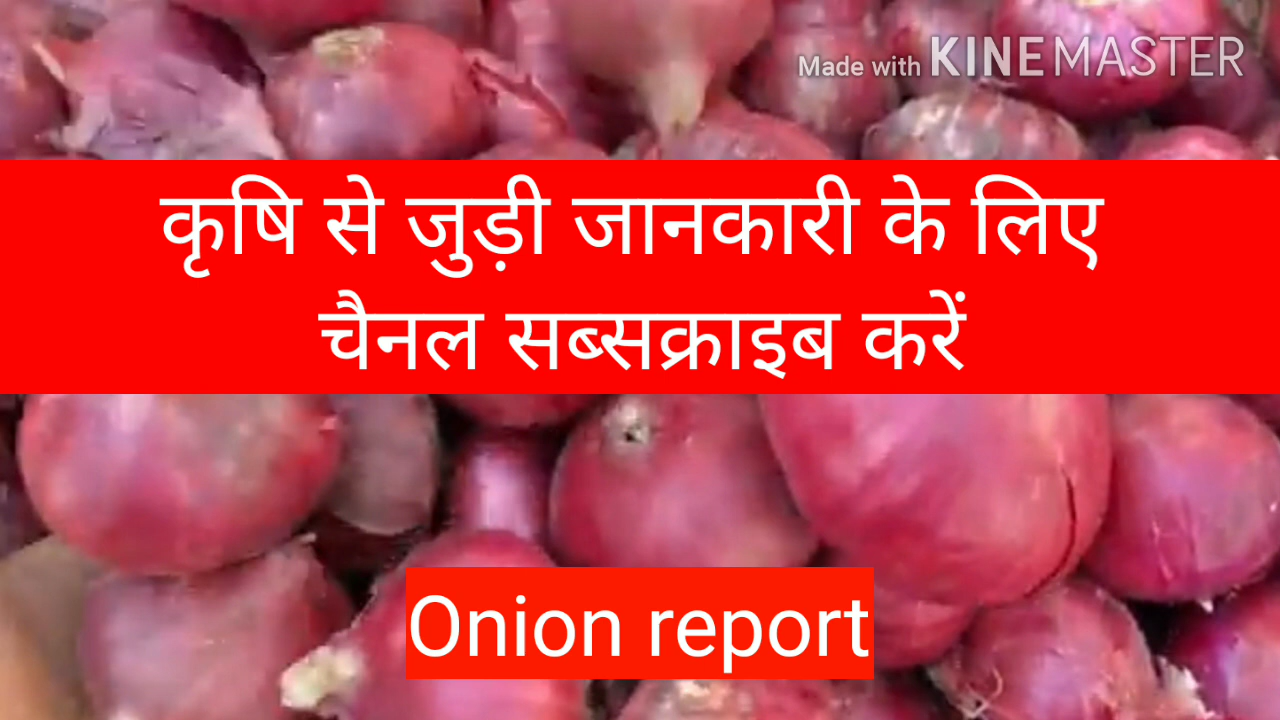 Made with KINEMASTER
कृषि से जुड़ी जानकारी के लिए
चैनल सब्सक्राइब करें
Onion report